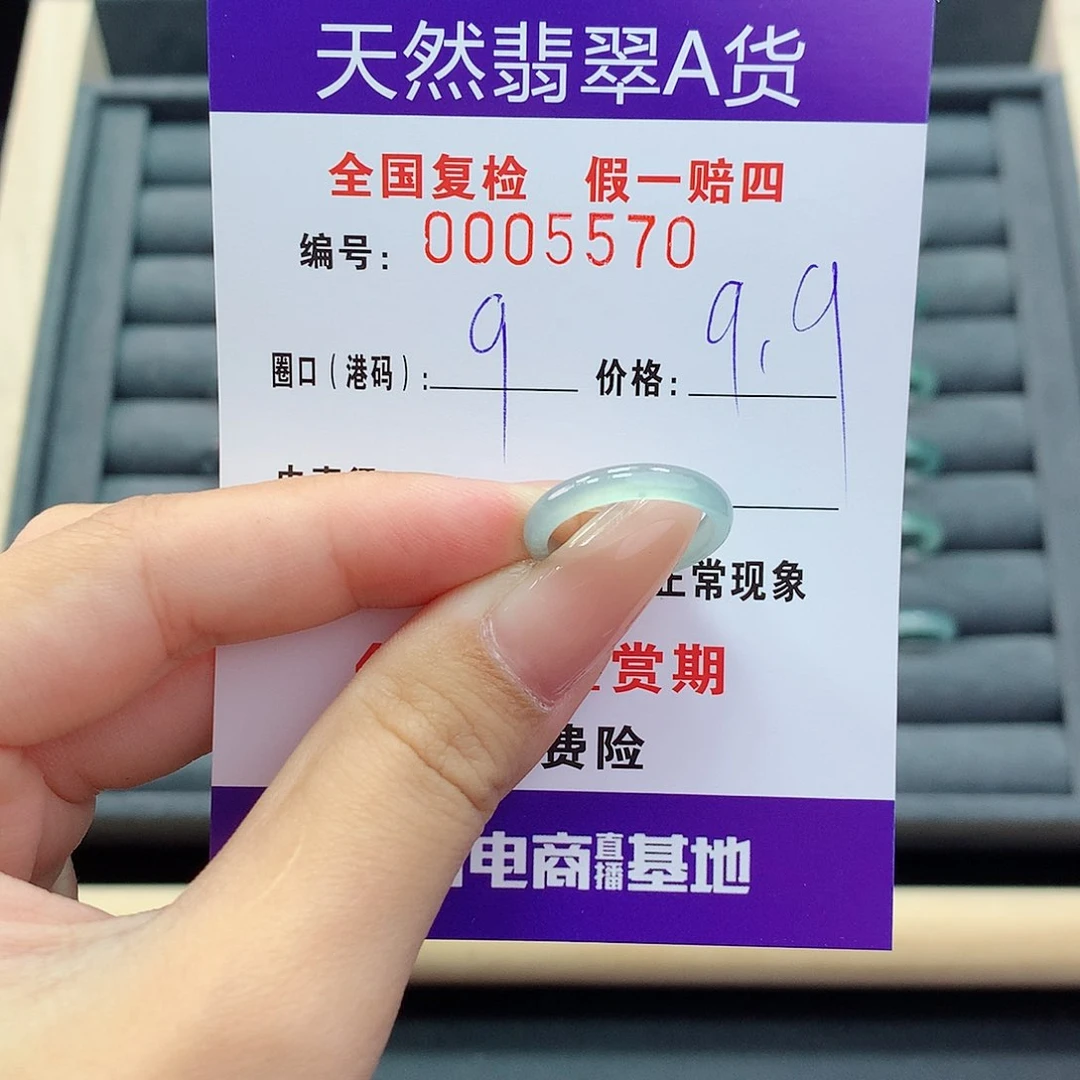 天然翡翠A货
全国复检 假一赔四
编号: 0005570
圈口(港码): 9 价格: 9.9
正常现象
赏期
费险
电商直播基地